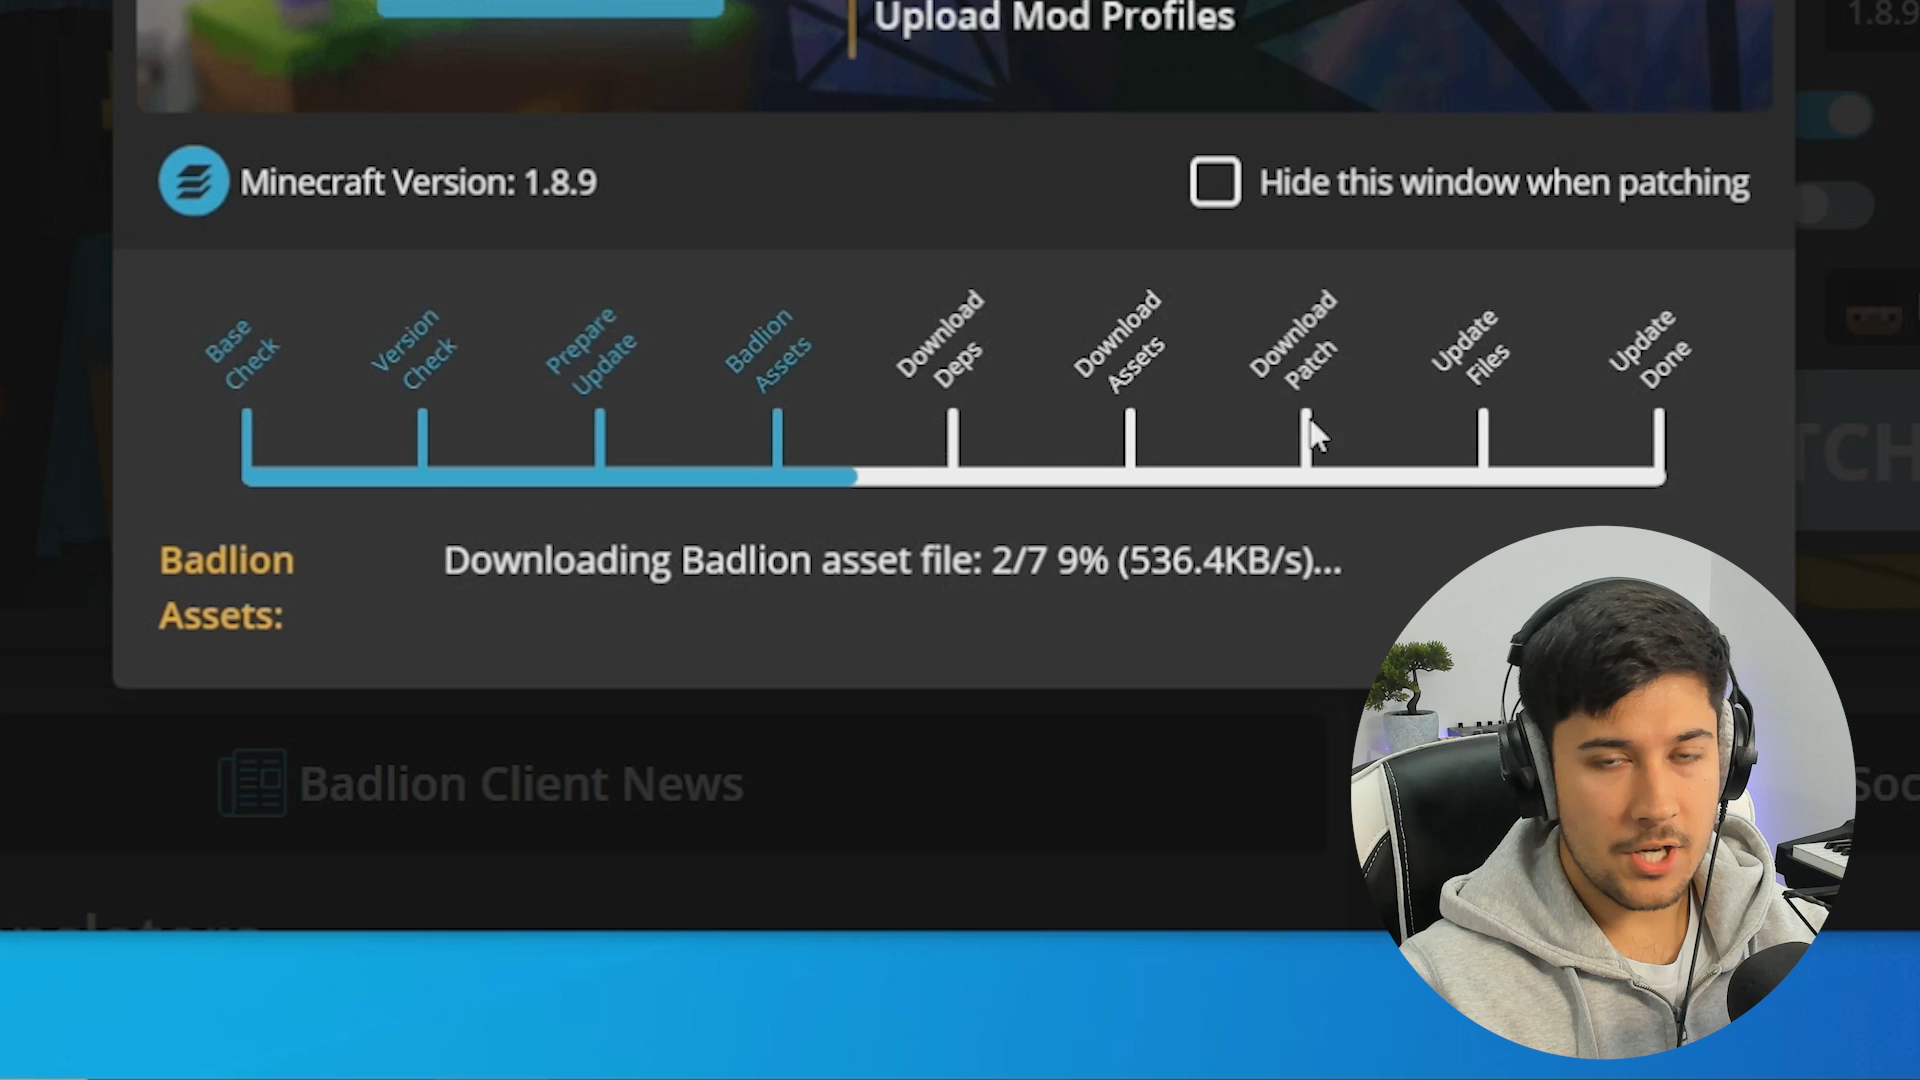 1.8.9
Upload Mod Profiles
Minecraft Version: 1.8.9
Hide this window when patching
Base
Check
Version
Check
Prepare
Update
Badlion
Assets
Download
Deps
Download
Assets
Download
Patch
Update
Files
Update
Done
TCH
Badlion
Assets:
Downloading Badlion asset file: 2/7 9% (536.4KB/s)...
Badlion Client News
Soc